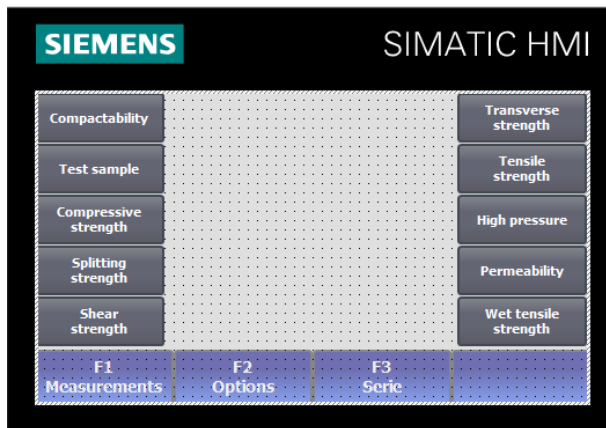 SIEMENS
SIMATIC HMI
Compactability
Transverse
strength
Test sample
Tensile
strength
Compressive
strength
High pressure
Splitting
strength
Permeability
Shear
strength
Wet tensile
strength
F1
Measurements
F2
Options
F3
Serie